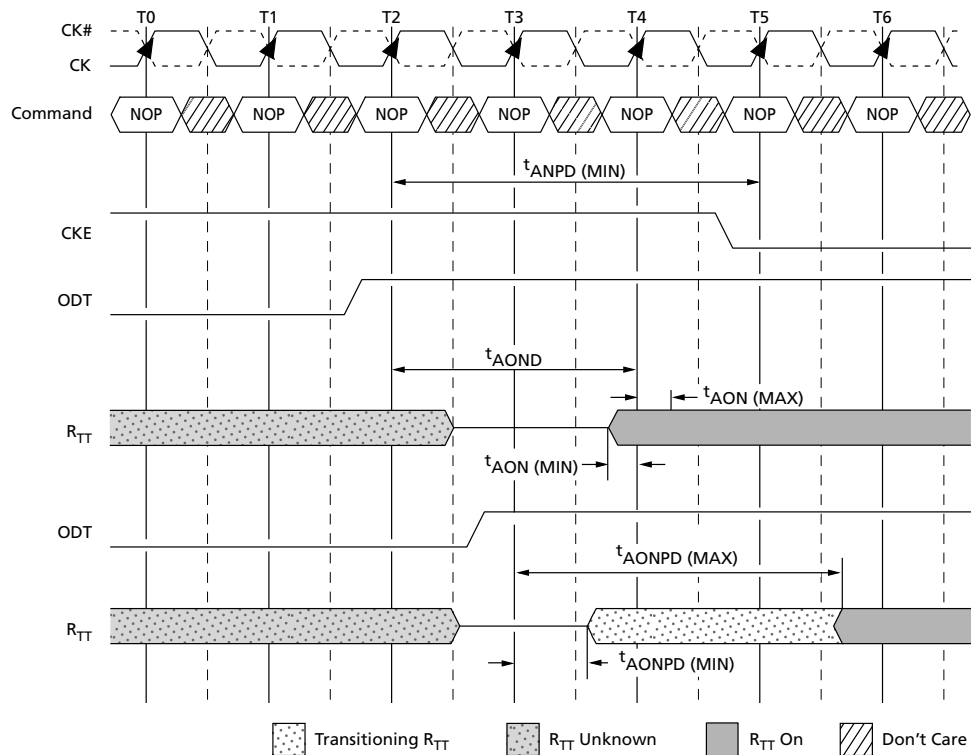 T0 T1 T2 T3 T4 T5 T6
CK#
CK
Command NOP NOP NOP NOP NOP NOP NOP
tANPD (MIN)
CKE
ODT
tAOND
tAON (MAX)
RTT
tAON (MIN)
ODT
tAONPD (MAX)
RTT
tAONPD (MIN)
Transitioning RTT RTT Unknown RTT On Don't Care